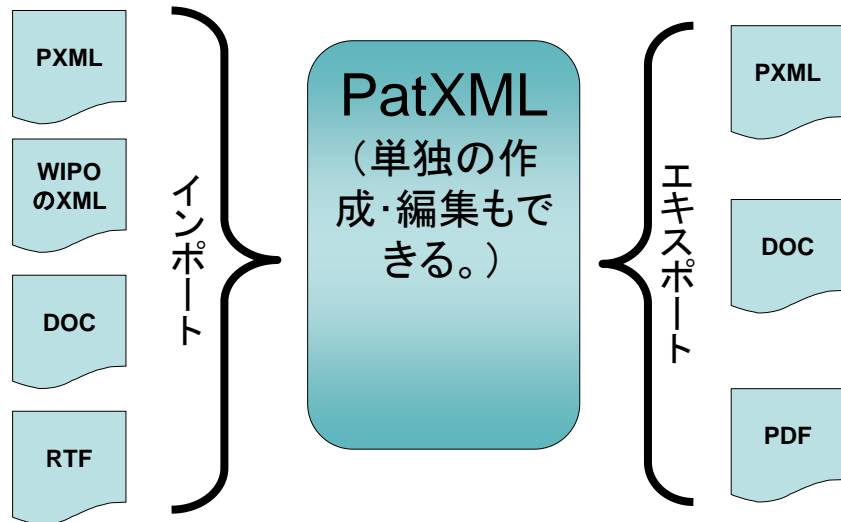 PXML
WIPO
のXML
DOC
RTF
インポート
PatXML
（単独の作
成・編集もで
きる。）
エキスポート
PXML
DOC
PDF